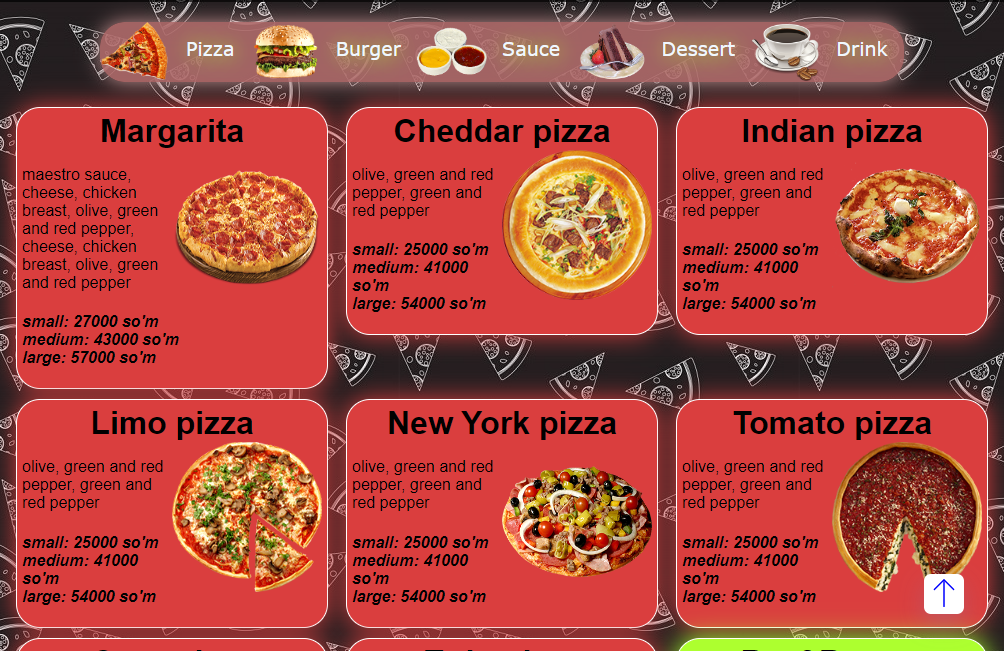 Pizza
Burger
Sauce
Dessert
Drink
Margarita
maestro sauce,
cheese, chicken
breast, olive, green
and red pepper,
cheese, chicken
breast, olive, green
and red pepper
small: 27000 so'm
medium: 43000 so'm
large: 57000 so'm
Cheddar pizza
olive, green and red
pepper, green and
red pepper
small: 25000 so'm
medium: 41000
so'm
large: 54000 so'm
Indian pizza
olive, green and red
pepper, green and
red pepper
small: 25000 so'm
medium: 41000
so'm
large: 54000 so'm
Limo pizza
olive, green and red
pepper, green and
red pepper
small: 25000 so'm
medium: 41000
so'm
large: 54000 so'm
New York pizza
olive, green and red
pepper, green and
red pepper
small: 25000 so'm
medium: 41000
so'm
large: 54000 so'm
Tomato pizza
olive, green and red
pepper, green and
red pepper
small: 25000 so'm
medium: 41000
so'm
large: 54000 so'm